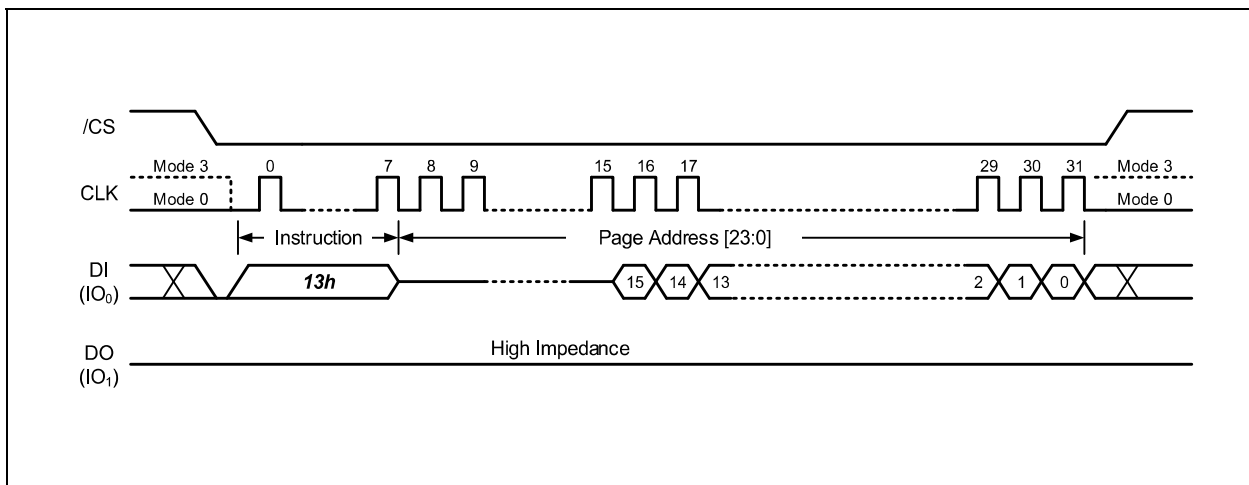 /CS
Mode 3 0 7 8 9 15 16 17 29 30 31 Mode 3
CLK
Mode 0 Mode 0
Instruction Page Address [23:0]
DI
(IO₀)
13h 15 14 13 2 1 0
High Impedance
DO
(IO₁)